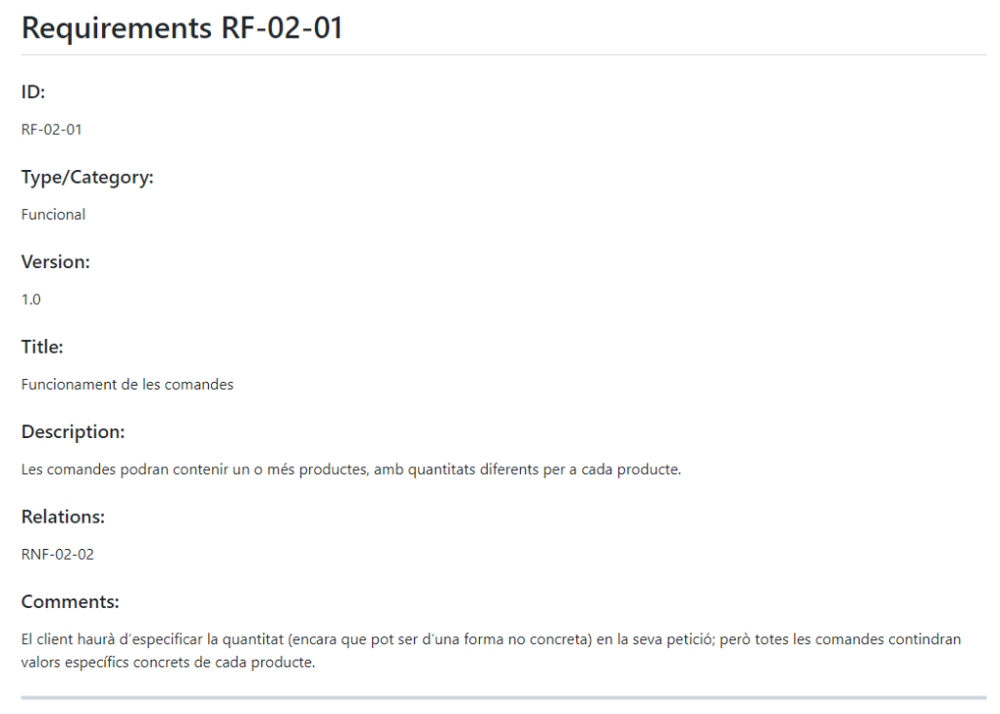 Requirements RF-02-01
ID:
RF-02-01
Type/Category:
Funcional
Version:
1.0
Title:
Funcionament de les comandes
Description:
Les comandes podran contenir un o més productes, amb quantitats diferents per a cada producte.
Relations:
RNF-02-02
Comments:
El client haurà d'especificar la quantitat (encara que pot ser d'una forma no concreta) en la seva petició; però totes les comandes contindran
valors específics concrets de cada producte.